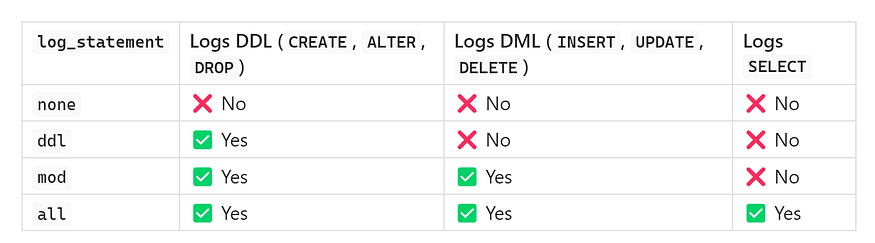 log_statement Logs DDL ( CREATE , ALTER , Logs DML ( INSERT , UPDATE , Logs
DROP ) DELETE ) SELECT
none ❌ No ❌ No ❌ No
ddl ✅ Yes ❌ No ❌ No
mod ✅ Yes ✅ Yes ❌ No
all ✅ Yes ✅ Yes ✅ Yes